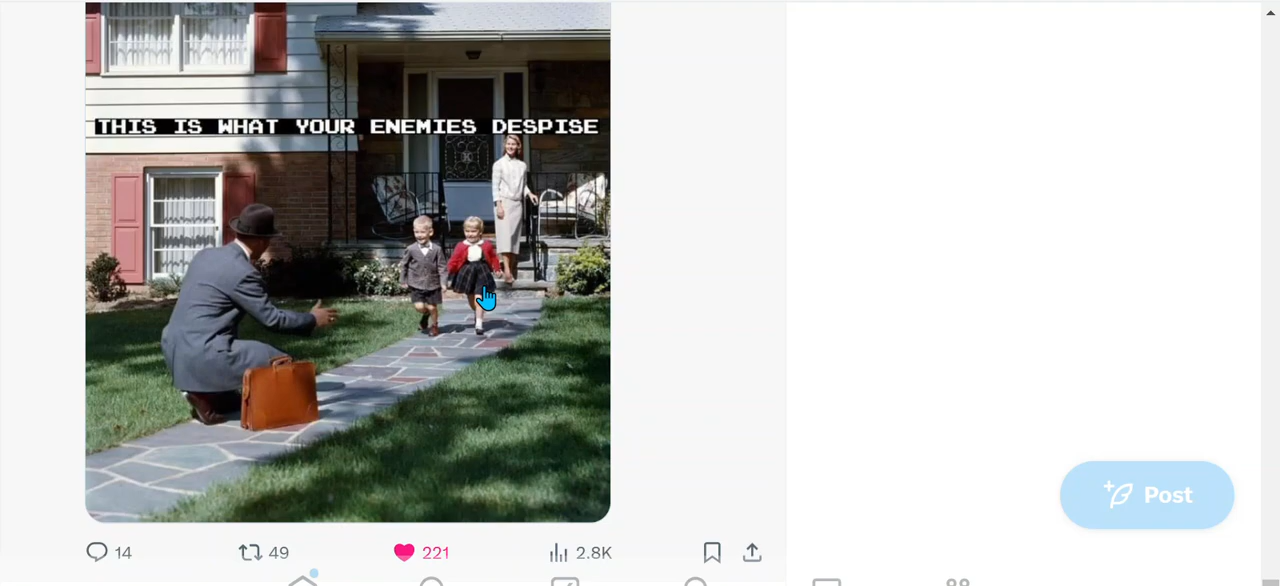 THIS IS WHAT YOUR ENEMIES DESPISE
14
49
221
2.8K
Post